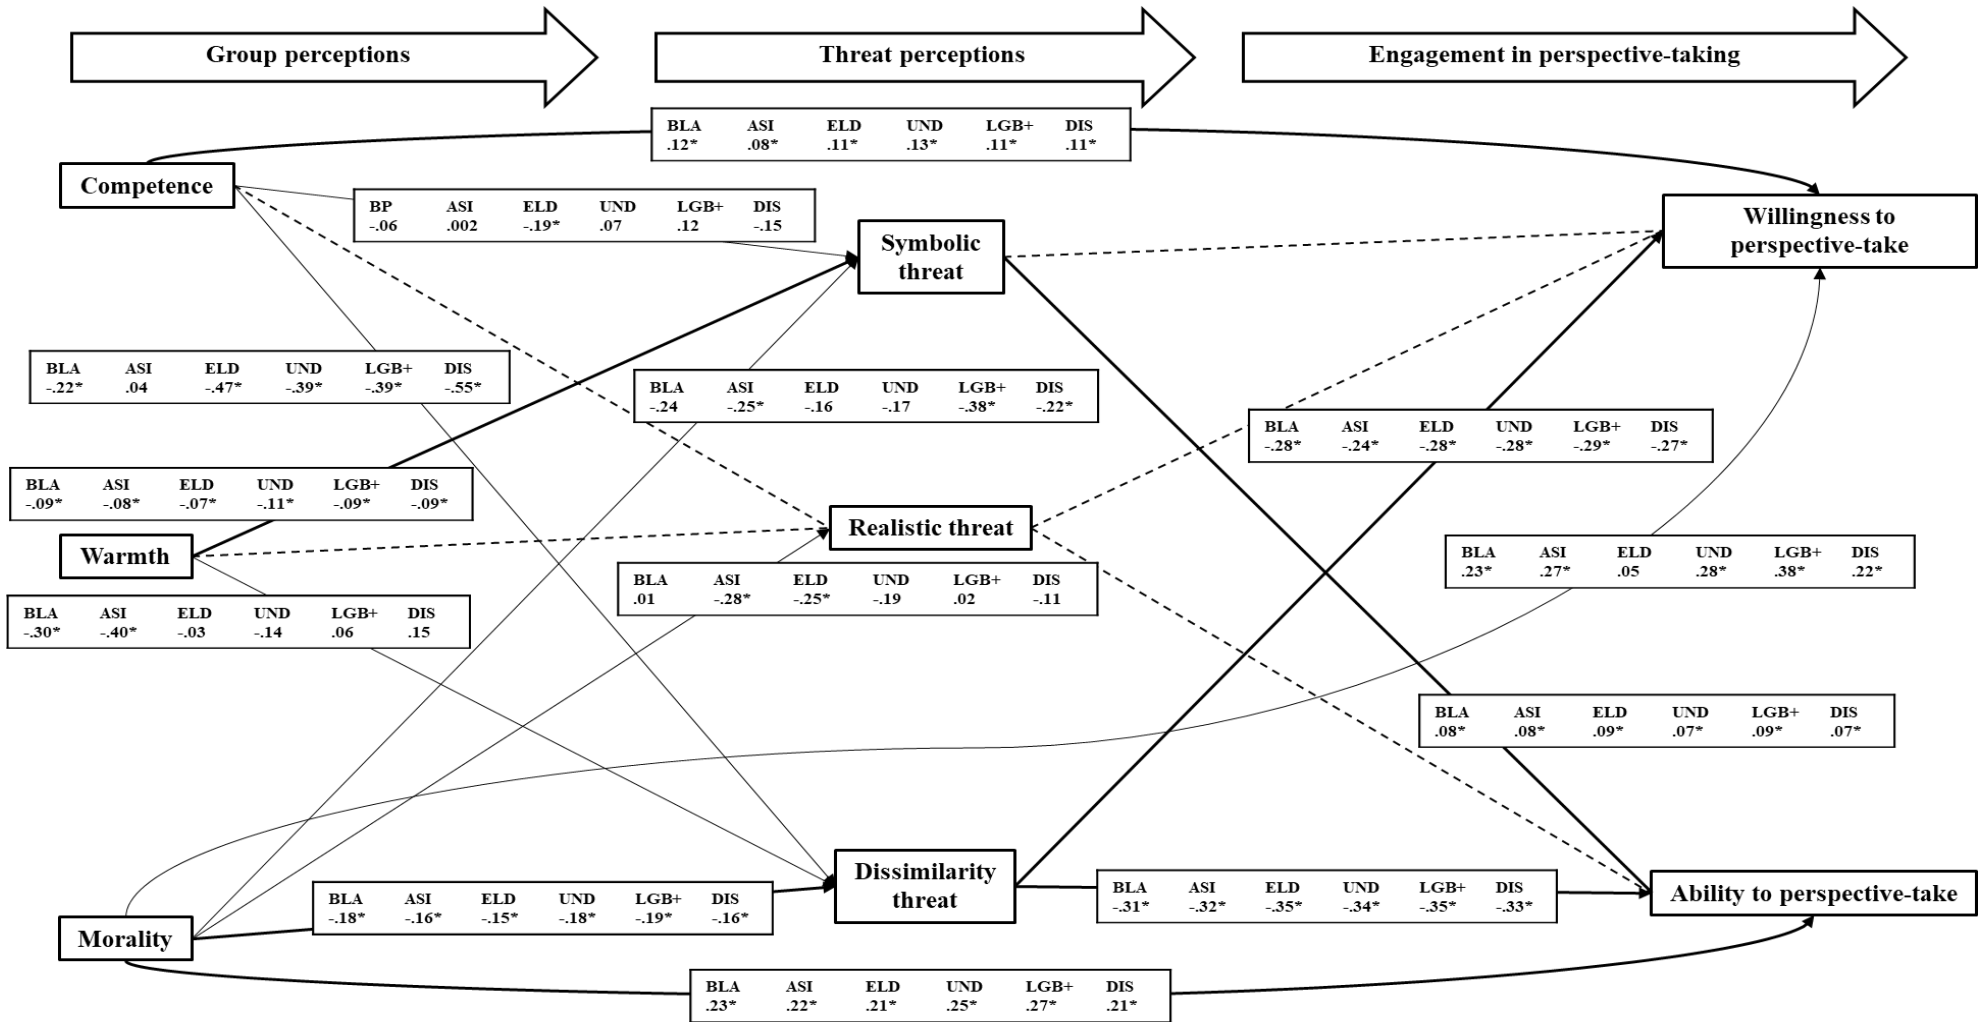 Group perceptions
Threat perceptions
Engagement in perspective-taking
BLA ASI ELD UND LGB+ DIS
.12* .08* .11* .13* .11* .11*
Competence
BP ASI ELD UND LGB+ DIS
-.06 .002 -.19* .07 .12 -.15
Symbolic
threat
Willingness to
perspective-take
BLA ASI ELD UND LGB+ DIS
-.22* .04 -.47* -.39* -.39* -.55*
BLA ASI ELD UND LGB+ DIS
-.24 -.25* -.16 -.17 -.38* -.22*
BLA ASI ELD UND LGB+ DIS
-.28* -.24* -.28* -.28* -.29* -.27*
BLA ASI ELD UND LGB+ DIS
-.09* -.08* -.07* -.11* -.09* -.09*
Warmth
Realistic threat
BLA ASI ELD UND LGB+ DIS
.23* .27* .05 .28* .38* .22*
BLA ASI ELD UND LGB+ DIS
.01 -.28* -.25* -.19 .02 -.11
BLA ASI ELD UND LGB+ DIS
-.30* -.40* -.03 -.14 .06 .15
BLA ASI ELD UND LGB+ DIS
.08* .08* .09* .07* .09* .07*
Dissimilarity
threat
BLA ASI ELD UND LGB+ DIS
-.31* -.32* -.35* -.34* -.35* -.33*
Ability to perspective-take
BLA ASI ELD UND LGB+ DIS
-.18* -.16* -.15* -.18* -.19* -.16*
Morality
BLA ASI ELD UND LGB+ DIS
.23* .22* .21* .25* .27* .21*